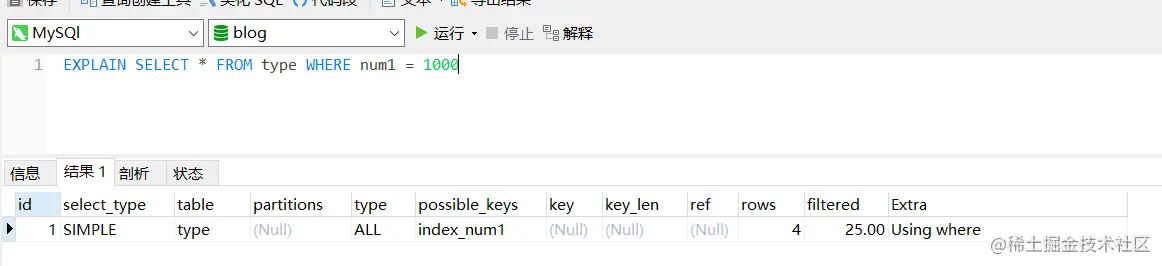 保存 查询创建工具 美化 SQL () 代码段 文本 导出结果
MySQl blog 运行 停止 解释
1 EXPLAIN SELECT * FROM type WHERE num1 = 1000
信息 结果 1 剖析 状态
id select_type table partitions type possible_keys key key_len ref rows filtered Extra
1 SIMPLE type (Null) ALL index_num1 (Null) (Null) (Null) 4 25.00 Using where
@稀土掘金技术社区